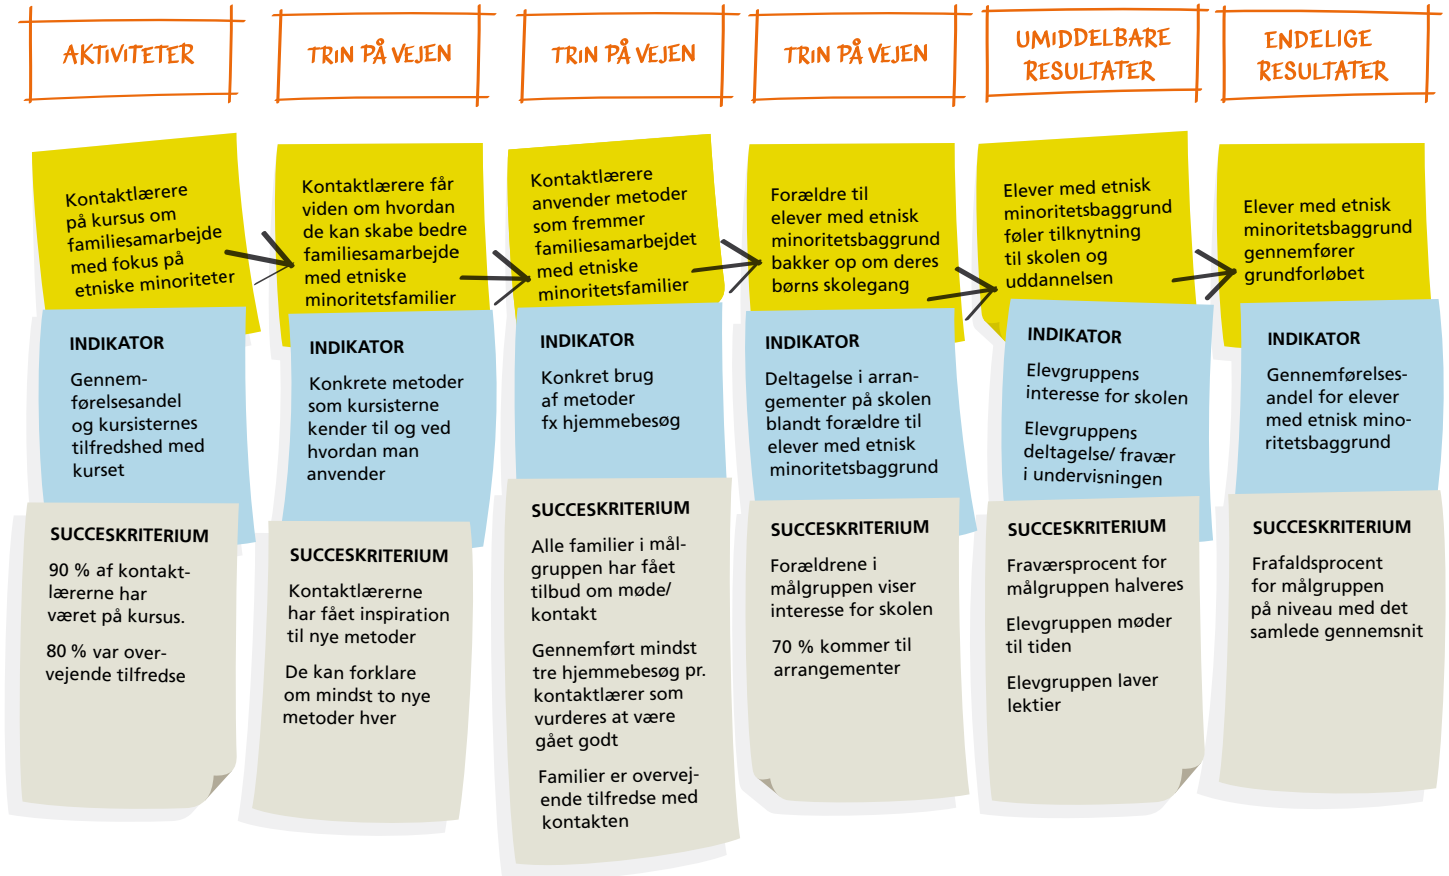 AKTIVITETER
TRIN PÅ VEJEN
TRIN PÅ VEJEN
TRIN PÅ VEJEN
UMIDDELBARE
RESULTATER
ENDELIGE
RESULTATER
Kontaktlærere
på kursus om
familiesamarbejde
med fokus på
etniske minoriteter
INDIKATOR
Gennem-
førelsesandel
og kursisternes
tilfredshed med
kurset
SUCCESKRITERIUM
90 % af kontakt-
lærerne har
været på kursus.
80 % var over-
vejende tilfredse
Kontaktlærere får
viden om hvordan
de kan skabe bedre
familiesamarbejde
med etniske
minoritetsfamilier
INDIKATOR
Konkrete metoder
som kursisterne
kender til og ved
hvordan man
anvender
SUCCESKRITERIUM
Kontaktlærerne
har fået inspiration
til nye metoder
De kan forklare
om mindst to nye
metoder hver
Kontaktlærere
anvender metoder
som fremmer
familiesamarbejdet
med etniske
minoritetsfamilier
INDIKATOR
Konkret brug
af metoder
fx hjemmebesøg
SUCCESKRITERIUM
Alle familier i mål-
gruppen har fået
tilbud om møde/
kontakt
Gennemført mindst
tre hjemmebesøg pr.
kontaktlærer som
vurderes at være
gået godt
Familier er overvej-
ende tilfredse med
kontakten
Forældre til
elever med etnisk
minoritetsbaggrund
bakker op om deres
børns skolegang
INDIKATOR
Deltagelse i arran-
gementer på skolen
blandt forældre til
elever med etnisk
minoritetsbaggrund
SUCCESKRITERIUM
Forældrene i
målgruppen viser
interesse for skolen
70 % kommer til
arrangementer
Elever med etnisk
minoritetsbaggrund
føler tilknytning
til skolen og
uddannelsen
INDIKATOR
Elevgruppens
interesse for skolen
Elevgruppens
deltagelse/ fravær
i undervisningen
SUCCESKRITERIUM
Fraværsprocent for
målgruppen halveres
Elevgruppen møder
til tiden
Elevgruppen laver
lektier
Elever med etnisk
minoritetsbaggrund
gennemfører
grundforløbet
INDIKATOR
Gennemførelses-
andel for elever
med etnisk mino-
ritetsbaggrund
SUCCESKRITERIUM
Frafaldsprocent
for målgruppen
på niveau med det
samlede gennemsnit